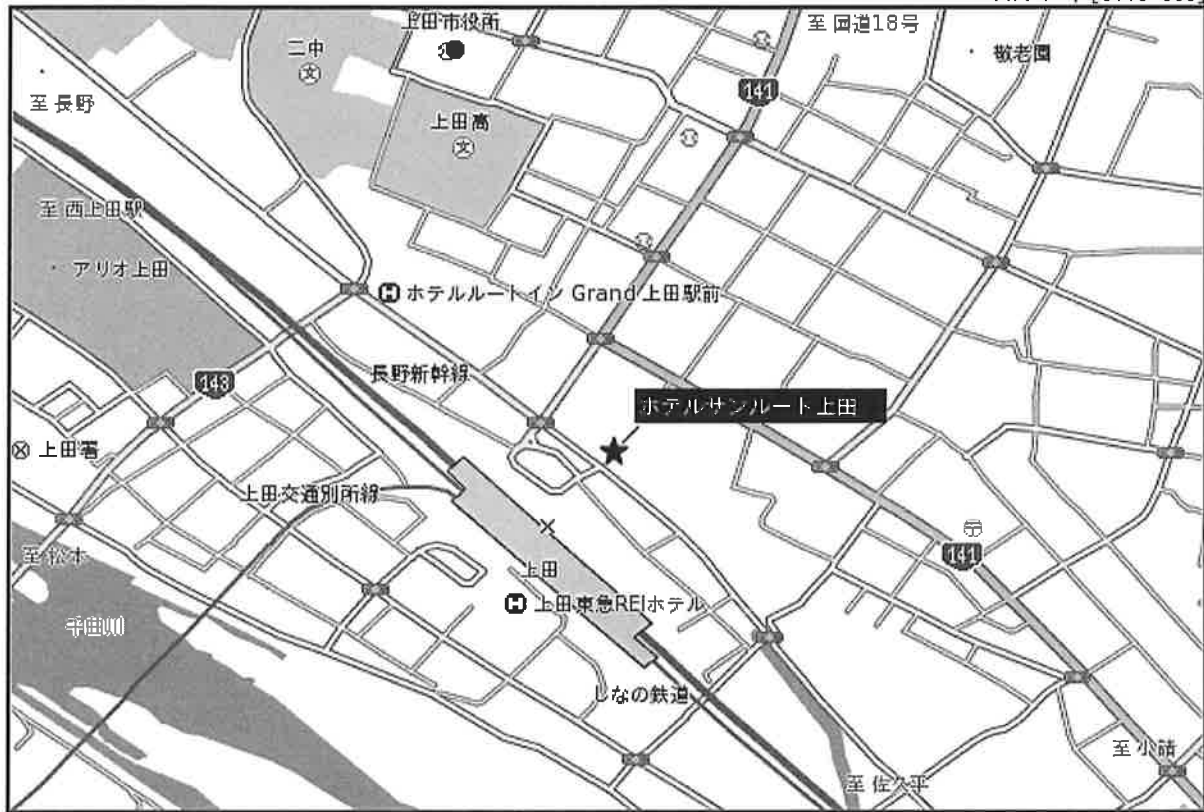 上田市役所
至 国道18号
二中
文
敬老園
至 長野
141
上田高
文
至 西上田駅
アリオ上田
H ホテルルートイン Grand 上田駅前
長野新幹線
143
ホテルサンルート上田
上田署
上田交通別所線
至 松本
141
上田
H 上田東急REIホテル
千曲川
しなの鉄道
至 小諸
至 佐久平